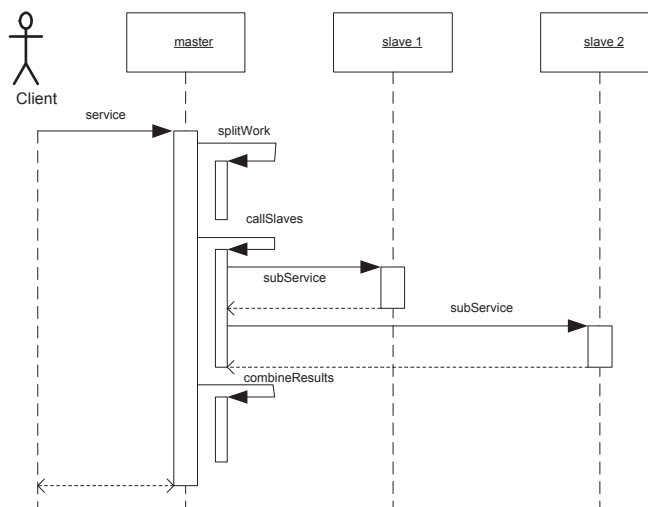 master
slave 1
slave 2
Client
service
splitWork
callSlaves
subService
subService
combineResults